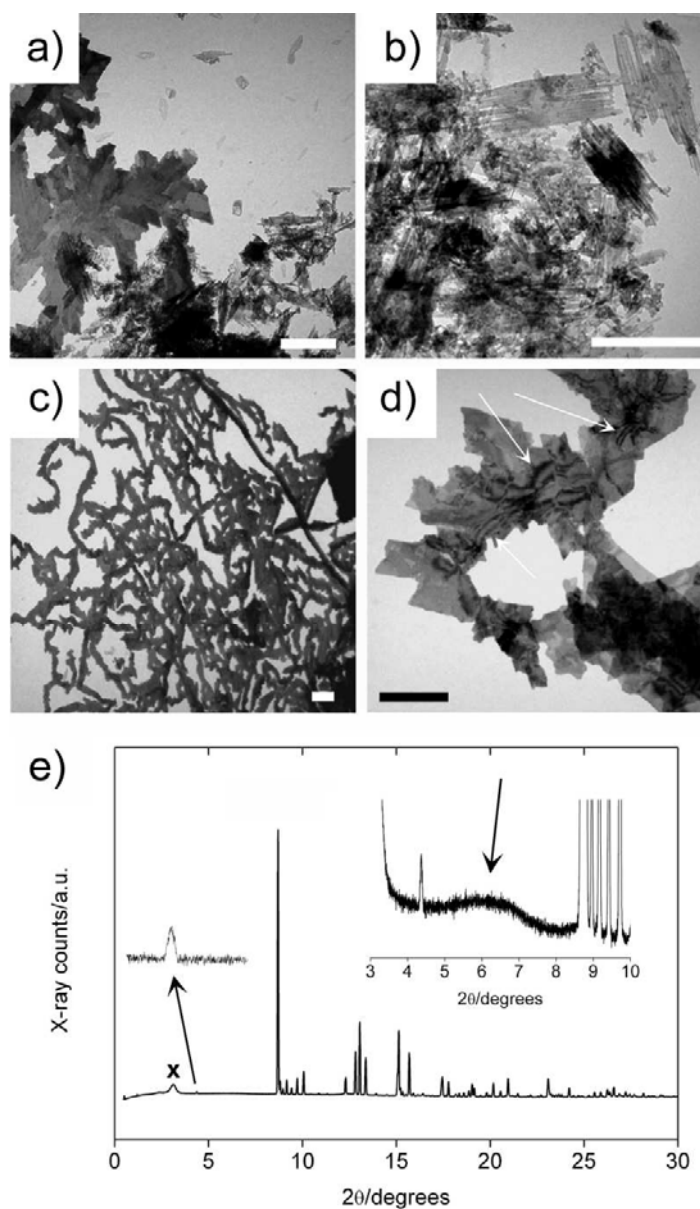 a)
b)
c)
d)
e)
X-ray counts/a.u.
x
3 4 5 6 7 8 9 10
2θ/degrees
0 5 10 15 20 25 30
2θ/degrees